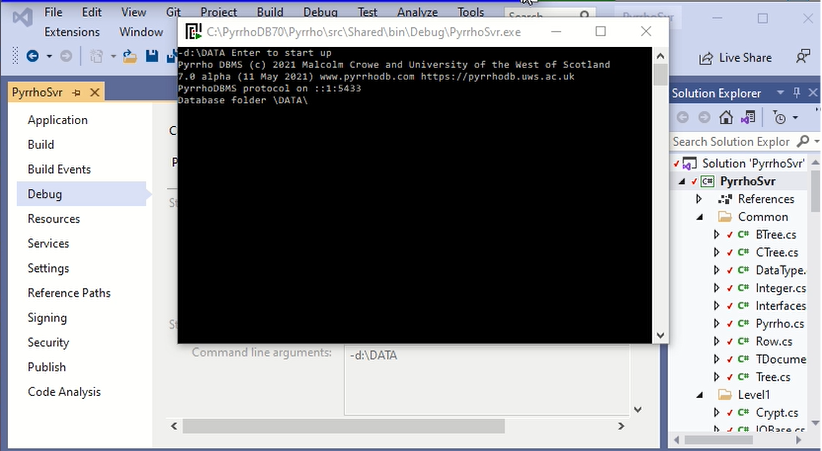 File Edit View Git Project Build Debug Test Analyze Tools
Extensions Window
Search
PyrrhoSvr
Live Share
C:\PyrrhoDB70\Pyrrho\src\Shared\bin\Debug\PyrrhoSvr.exe
-d:\DATA Enter to start up
Pyrrho DBMS (c) 2021 Malcolm Crowe and University of the West of Scotland
7.0 alpha (11 May 2021) www.pyrrhodb.com https://pyrrhodb.uws.ac.uk
PyrrhoDBMS protocol on ::1:5433
Database folder \DATA\
PyrrhoSvr
Application
Build
Build Events
Debug
Resources
Services
Settings
Reference Paths
Signing
Security
Publish
Code Analysis
C
P
St
St
Command line arguments:
-d:\DATA
Solution Explorer
Search Solution Explor
Solution 'PyrrhoSvr'
C# PyrrhoSvr
References
Common
C# BTree.cs
C# CTree.cs
C# DataType.
C# Integer.cs
C# Interfaces
C# Pyrrho.cs
C# Row.cs
C# TDocume
C# Tree.cs
Level1
C# Crypt.cs
C# IOBase.cs